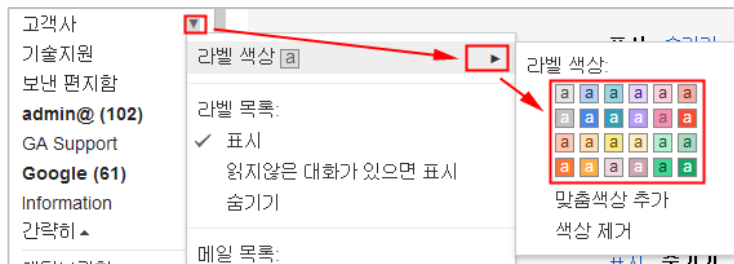 고객사
기술지원
보낸 편지함
admin@ (102)
GA Support
Google (61)
Information
간략히
라벨 색상 a
라벨 목록:
표시
읽지않은 대화가 있으면 표시
숨기기
메일 목록:
라벨 색상:
a a a a a a
a a a a a a
a a a a a a
a a a a a a
맞춤색상 추가
색상 제거